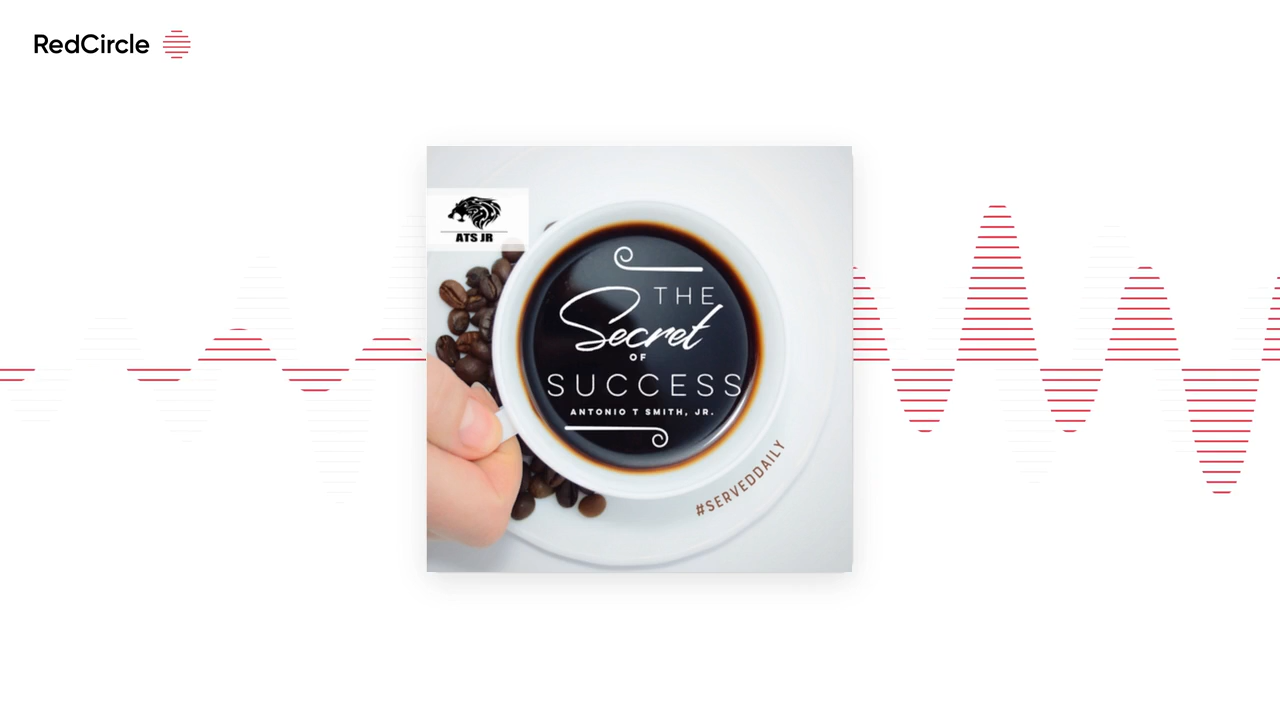 RedCircle
ATS JR
THE
Secret
OF
SUCCESS
ANTONIO T SMITH, JR.
#SERVEDDAILY